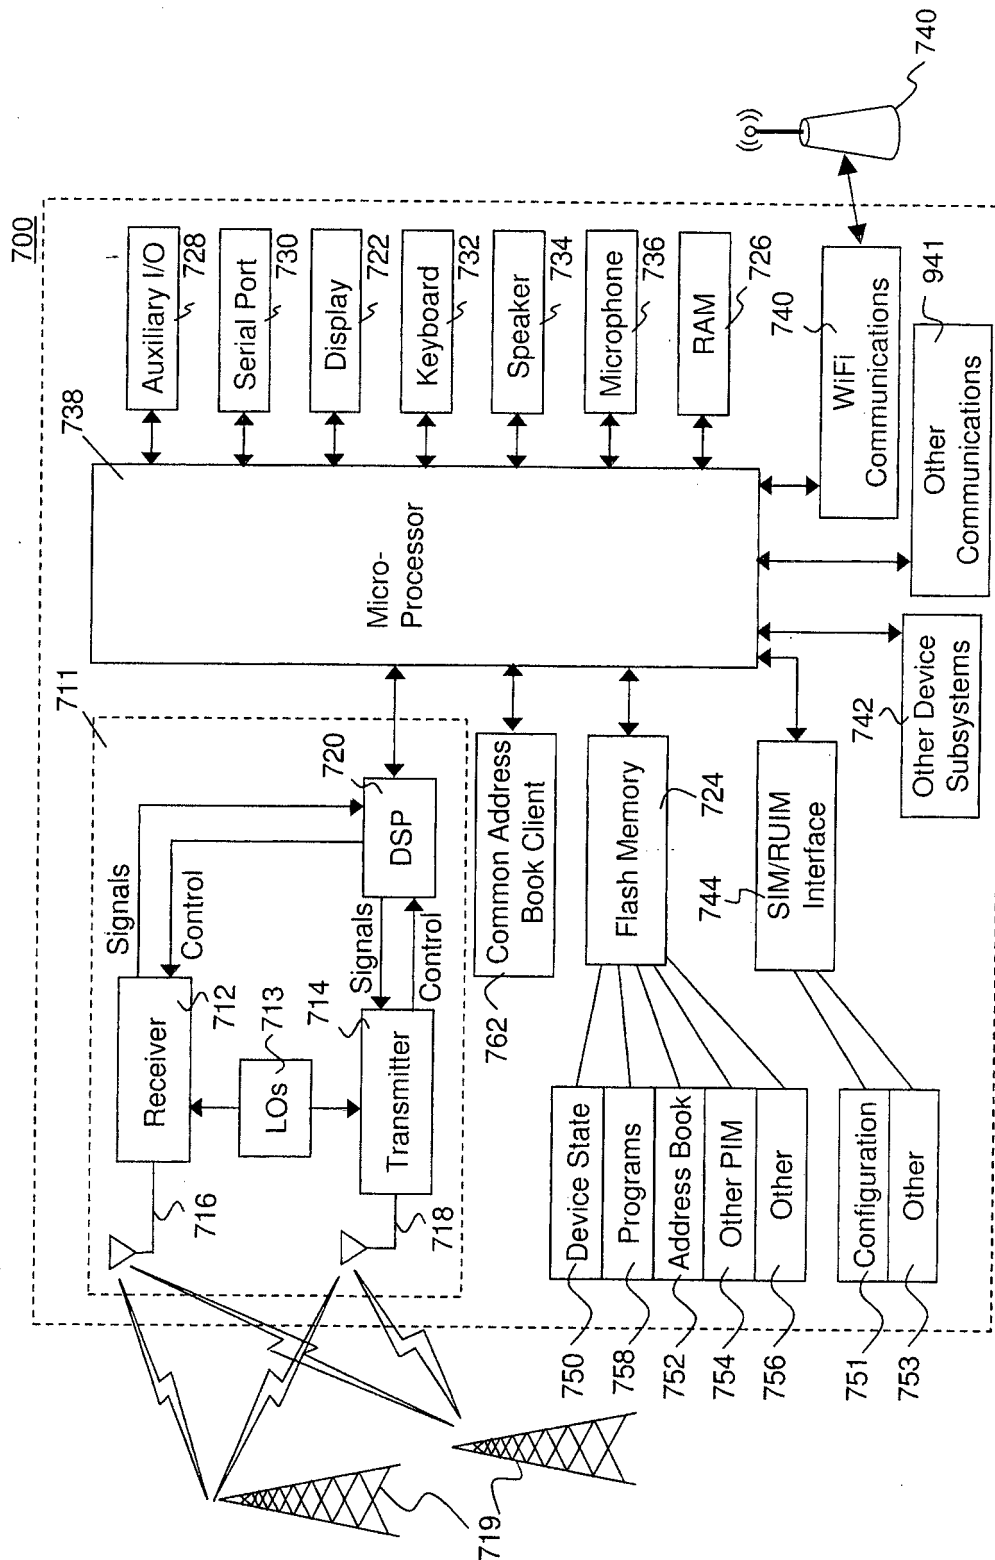 700
711
738
Signals
Control
Receiver
712
LOs
713
714
Transmitter
716
718
Signals
Control
720
DSP
Micro-
Processor
Auxiliary I/O
728
Serial Port
730
Display
722
Keyboard
732
Speaker
734
Microphone
736
RAM
726
762
Common Address
Book Client
Flash Memory
724
744
SIM/RUIM
Interface
742
Other Device
Subsystems
Other
Communications
941
740
WiFi
Communications
740
Device State
Programs
Address Book
Other PIM
Other
750
758
752
754
756
Configuration
Other
751
753
719